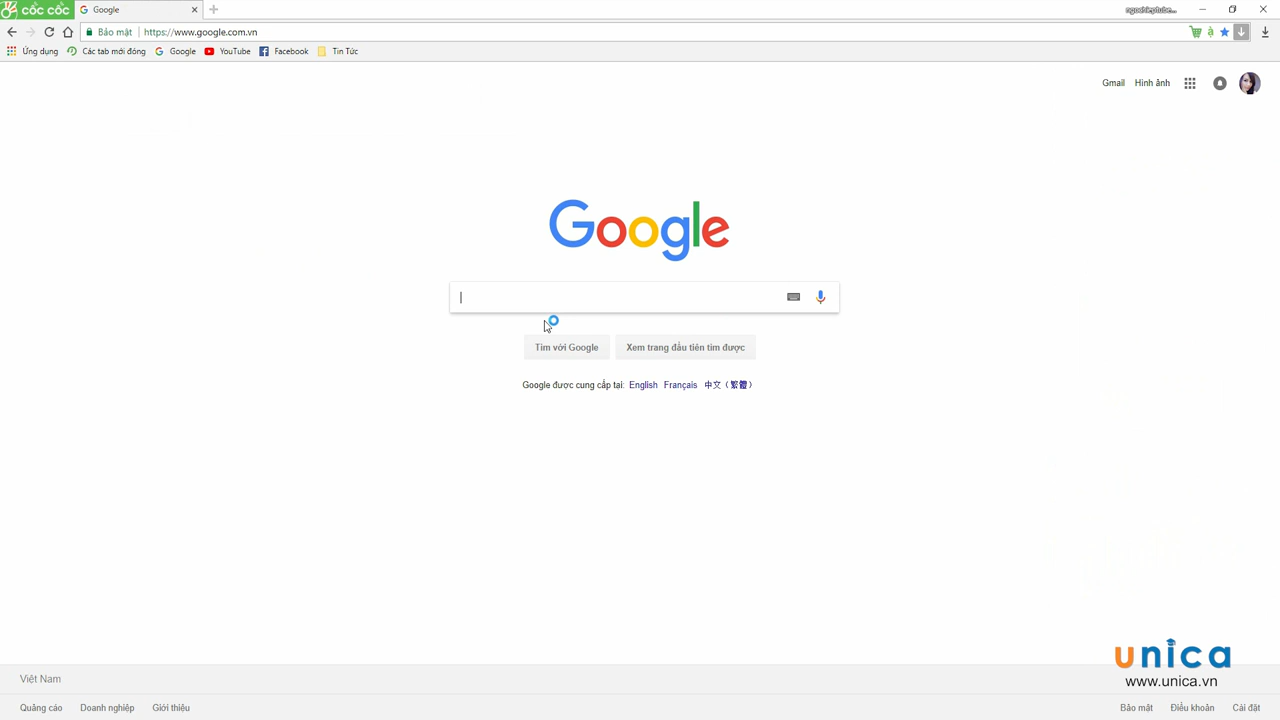 cốc cốc
Google
Bảo mật
https://www.google.com.vn
Ứng dụng
Các tab mới đóng
Google
YouTube
Facebook
Tin Tức
Gmail
Hình ảnh
Google
Tìm với Google
Xem trang đầu tiên tìm được
Google được cung cấp tại: English Français 中文（繁體）
unica
www.unica.vn
Việt Nam
Quảng cáo
Doanh nghiệp
Giới thiệu
Bảo mật
Điều khoản
Cài đặt